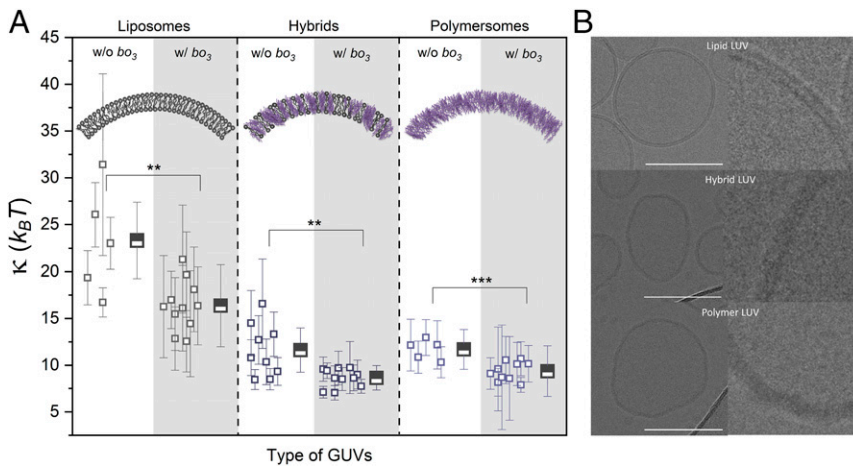 A
Liposomes
Hybrids
Polymersomes
w/o bo3
w/ bo3
w/o bo3
w/ bo3
w/o bo3
w/ bo3
45
40
35
30
25
20
15
10
5
κ (kBT)
**
**
***
Type of GUVs
B
Lipid LUV
Hybrid LUV
Polymer LUV